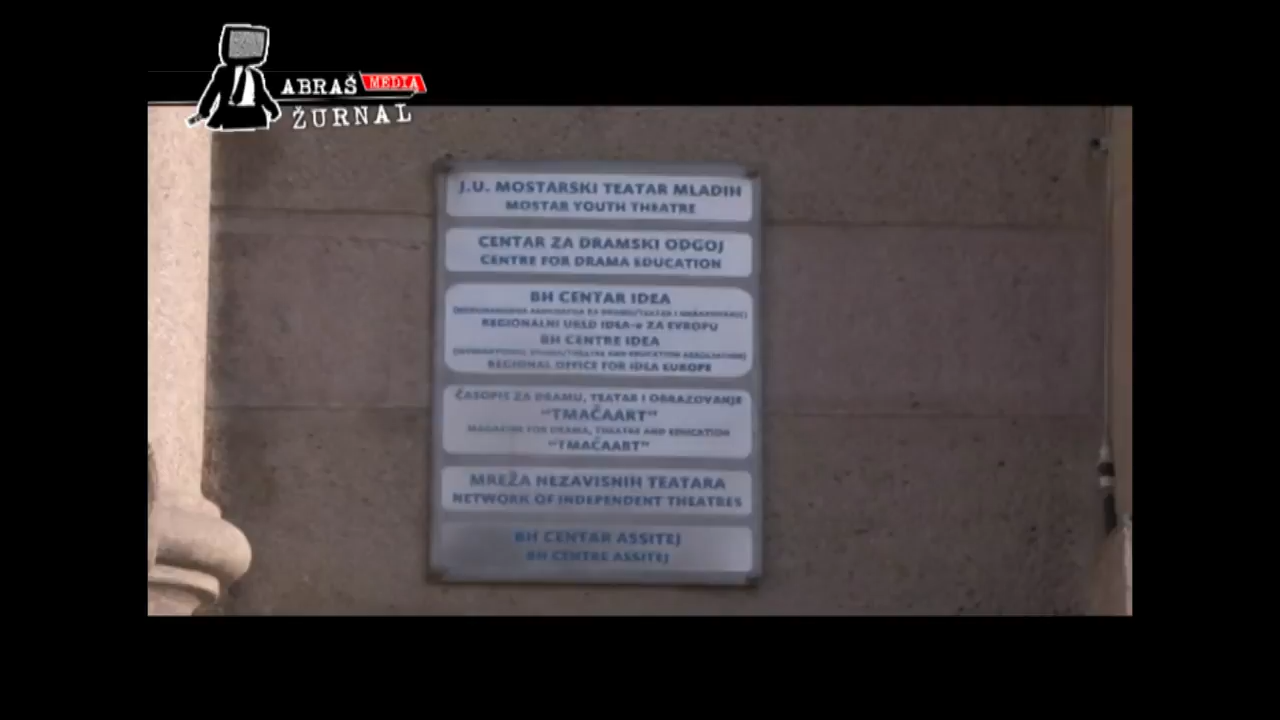 ABRAŠ MEDIA
ŽURNAL
J.U. MOSTARSKI TEATAR MLADIH
MOSTAR YOUTH THEATRE
CENTAR ZA DRAMSKI ODGOJ
CENTRE FOR DRAMA EDUCATION
BH CENTAR IDEA
REGIONALNI URED IDEA-e ZA EVROPU
BH CENTRE IDEA
REGIONAL OFFICE FOR IDEA EUROPE
ČASOPIS ZA DRAMU, TEATAR I OBRAZOVANJE
"TMAČAART"
MAGAZINE FOR DRAMA, THEATRE AND EDUCATION
"TMAČAART"
MREŽA NEZAVISNIH TEATARA
NETWORK OF INDEPENDENT THEATRES
BH CENTAR ASSITEJ
BH CENTRE ASSITEJ